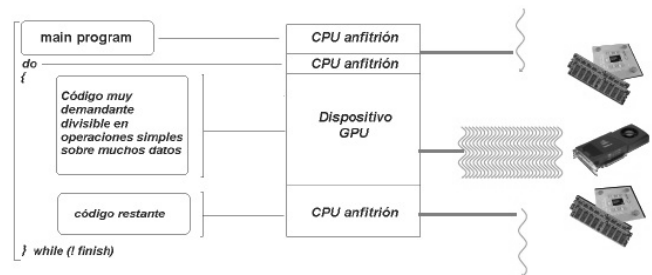 main program
CPU anfitrión
do
CPU anfitrión
{
Código muy
demandante
divisible en
operaciones simples
sobre muchos datos
Dispositivo
GPU
código restante
CPU anfitrión
} while (! finish)